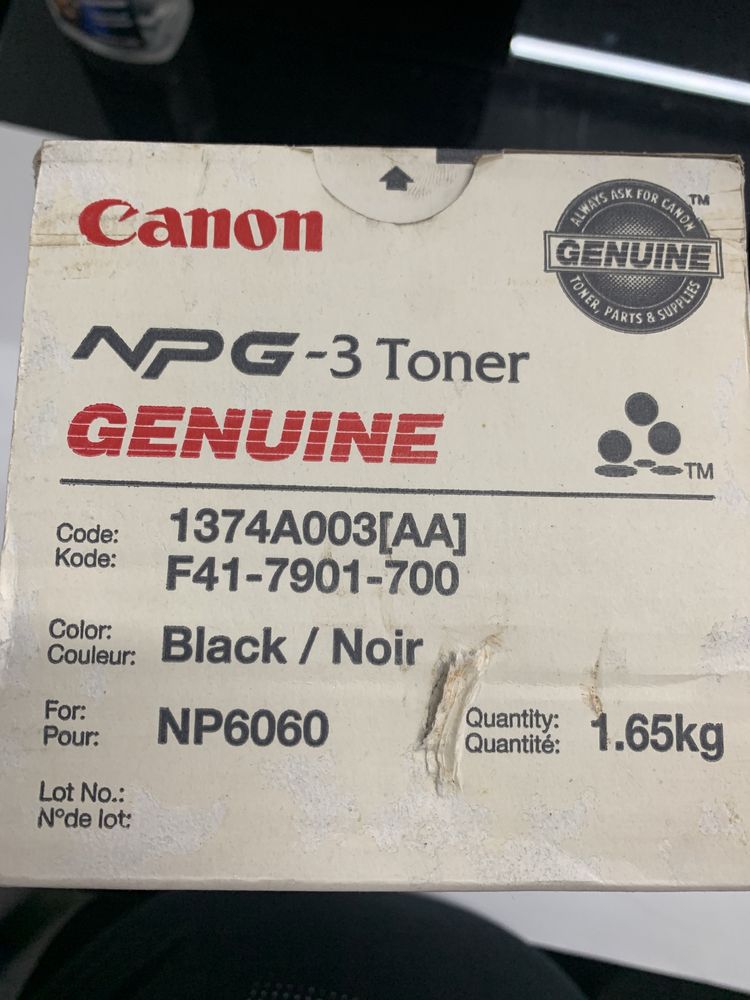 Canon
ALWAYS ASK FOR CANON
TM
GENUINE
TONER, PARTS & SUPPLIES
NPG-3 Toner
GENUINE
TM
Code: 1374A003[AA]
Kode: F41-7901-700
Color:
Couleur: Black / Noir
For:
Pour: NP6060
Quantity:
Quantité: 1.65kg
Lot No.:
Nºde lot: